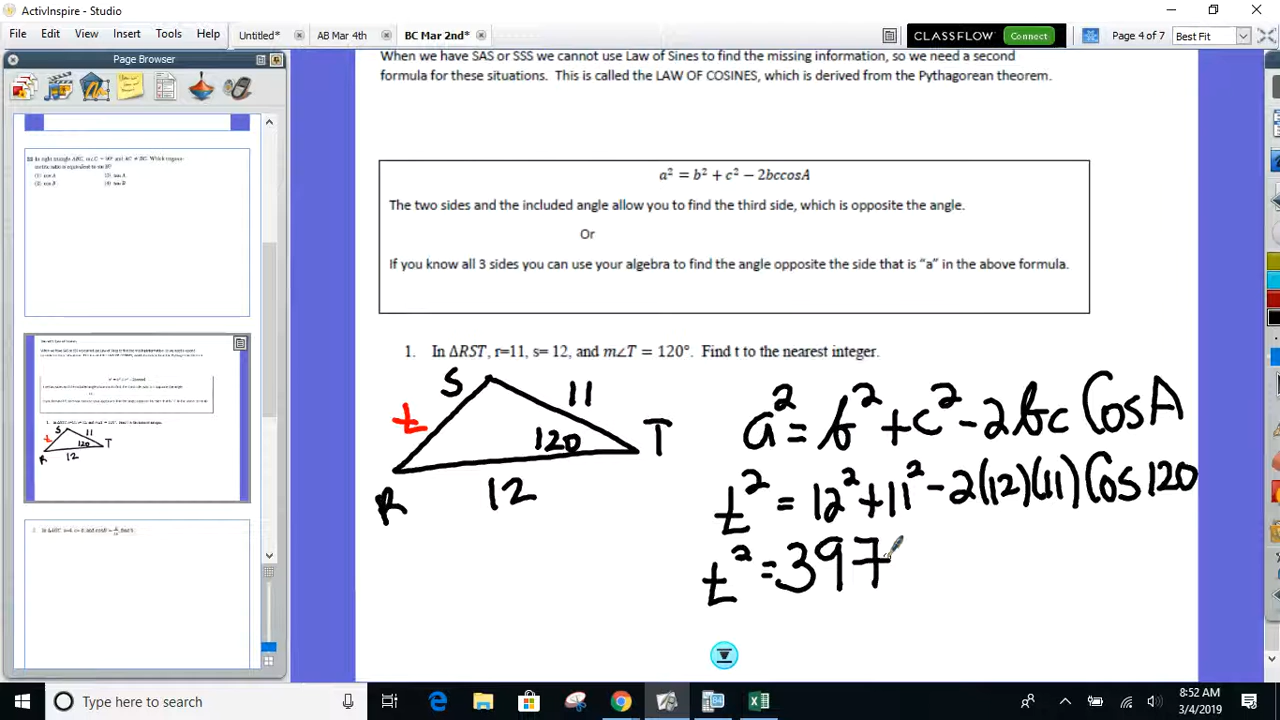 ActivInspire - Studio
File Edit View Insert Tools Help
Untitled* AB Mar 4th BC Mar 2nd*
CLASSFLOW Connect
Page 4 of 7 Best Fit
Page Browser
When we have SAS or SSS we cannot use Law of Sines to find the missing information, so we need a second
formula for these situations. This is called the LAW OF COSINES, which is derived from the Pythagorean theorem.
a² = b² + c² − 2bccosA
The two sides and the included angle allow you to find the third side, which is opposite the angle.
Or
If you know all 3 sides you can use your algebra to find the angle opposite the side that is “a” in the above formula.
1. In ΔRST, r=11, s= 12, and m∠T = 120°. Find t to the nearest integer.
S 11
t 120 T
R 12
a² = b² + c² - 2bc Cos A
t² = 12² + 11² - 2(12)(11) Cos 120
t² = 397
Type here to search
8:52 AM
3/4/2019